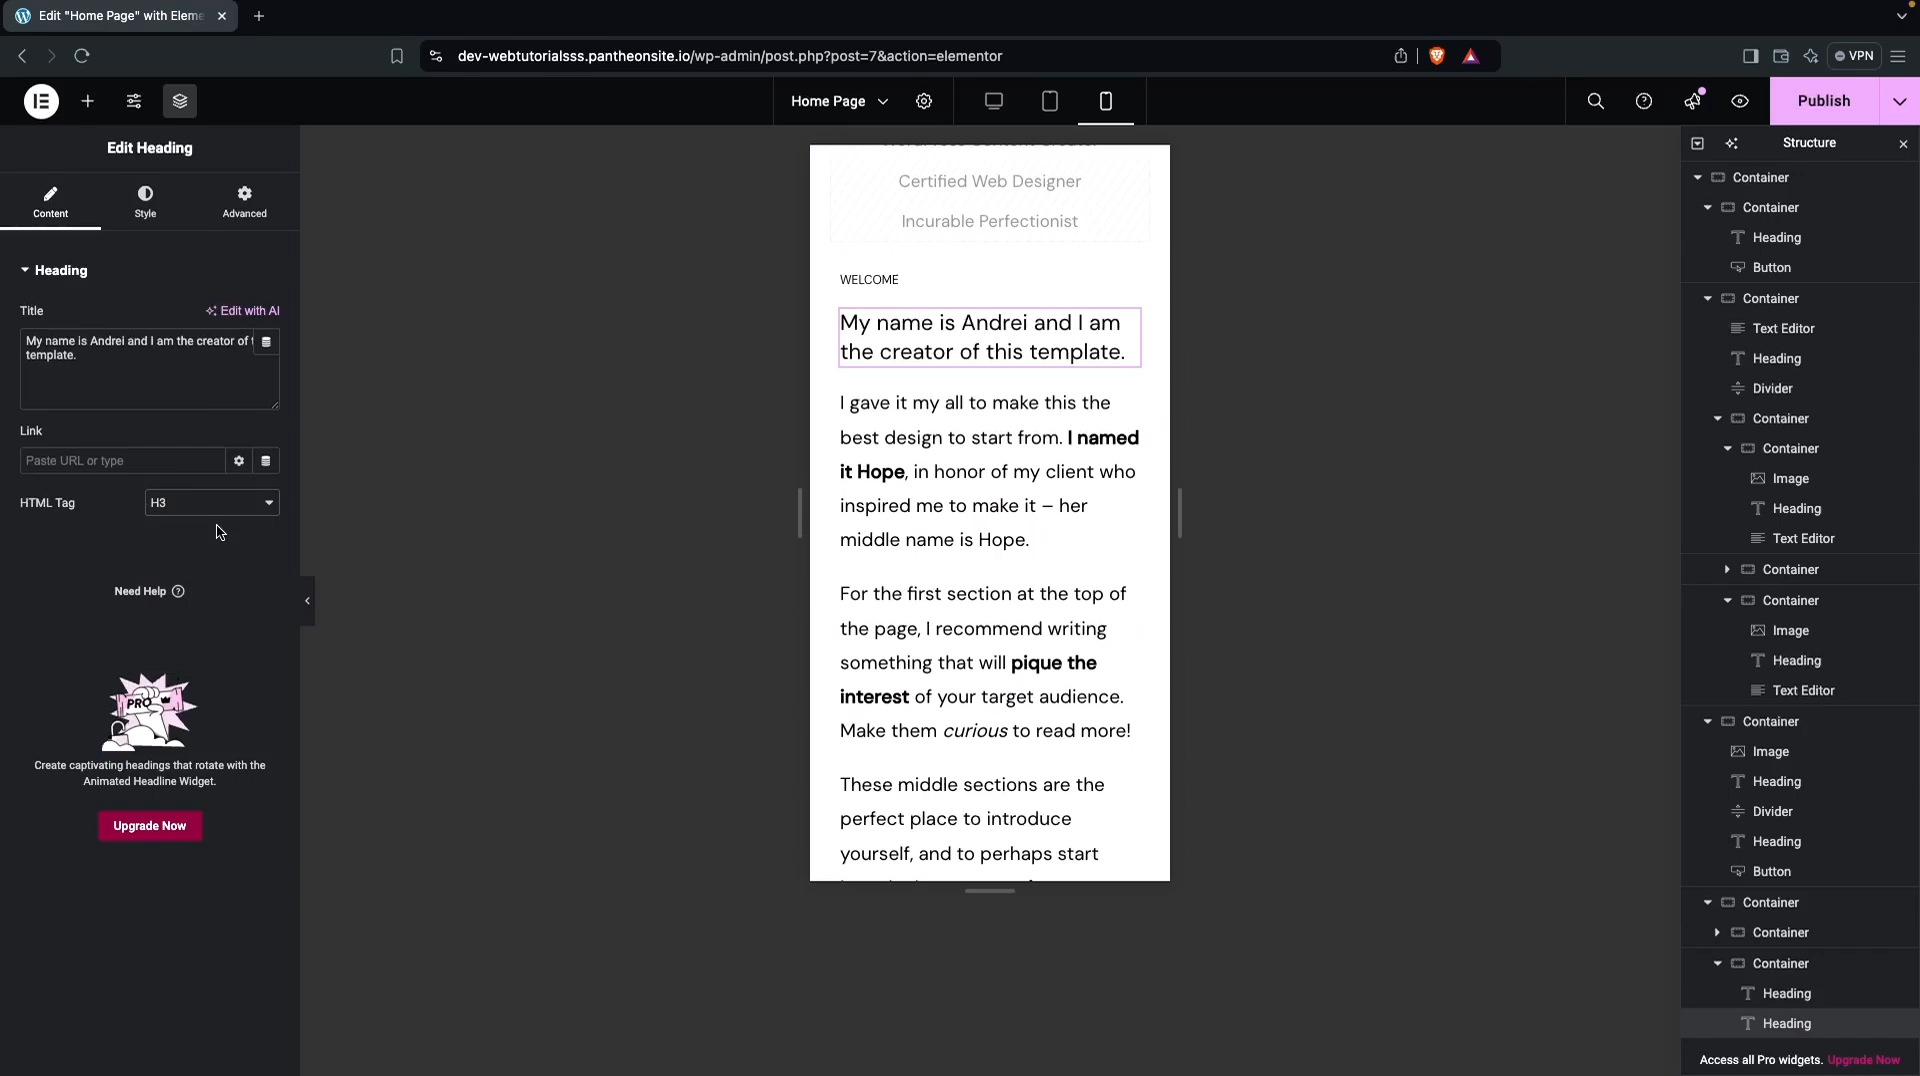 Edit "Home Page" with Eleme
dev-webtutorialsss.pantheonsite.io/wp-admin/post.php?post=7&action=elementor
VPN
Home Page
Publish
Edit Heading
Content
Style
Advanced
Heading
Title
Edit with AI
My name is Andrei and I am the creator of
template.
Link
Paste URL or type
HTML Tag
H3
Need Help
PRO
Create captivating headings that rotate with the
Animated Headline Widget.
Upgrade Now
Certified Web Designer
Incurable Perfectionist
WELCOME
My name is Andrei and I am
the creator of this template.
I gave it my all to make this the
best design to start from. I named
it Hope, in honor of my client who
inspired me to make it – her
middle name is Hope.
For the first section at the top of
the page, I recommend writing
something that will pique the
interest of your target audience.
Make them curious to read more!
These middle sections are the
perfect place to introduce
yourself, and to perhaps start
Structure
Container
Container
Heading
Button
Container
Text Editor
Heading
Divider
Container
Container
Image
Heading
Text Editor
Container
Container
Image
Heading
Text Editor
Container
Image
Heading
Divider
Heading
Button
Container
Container
Container
Heading
Heading
Access all Pro widgets. Upgrade Now